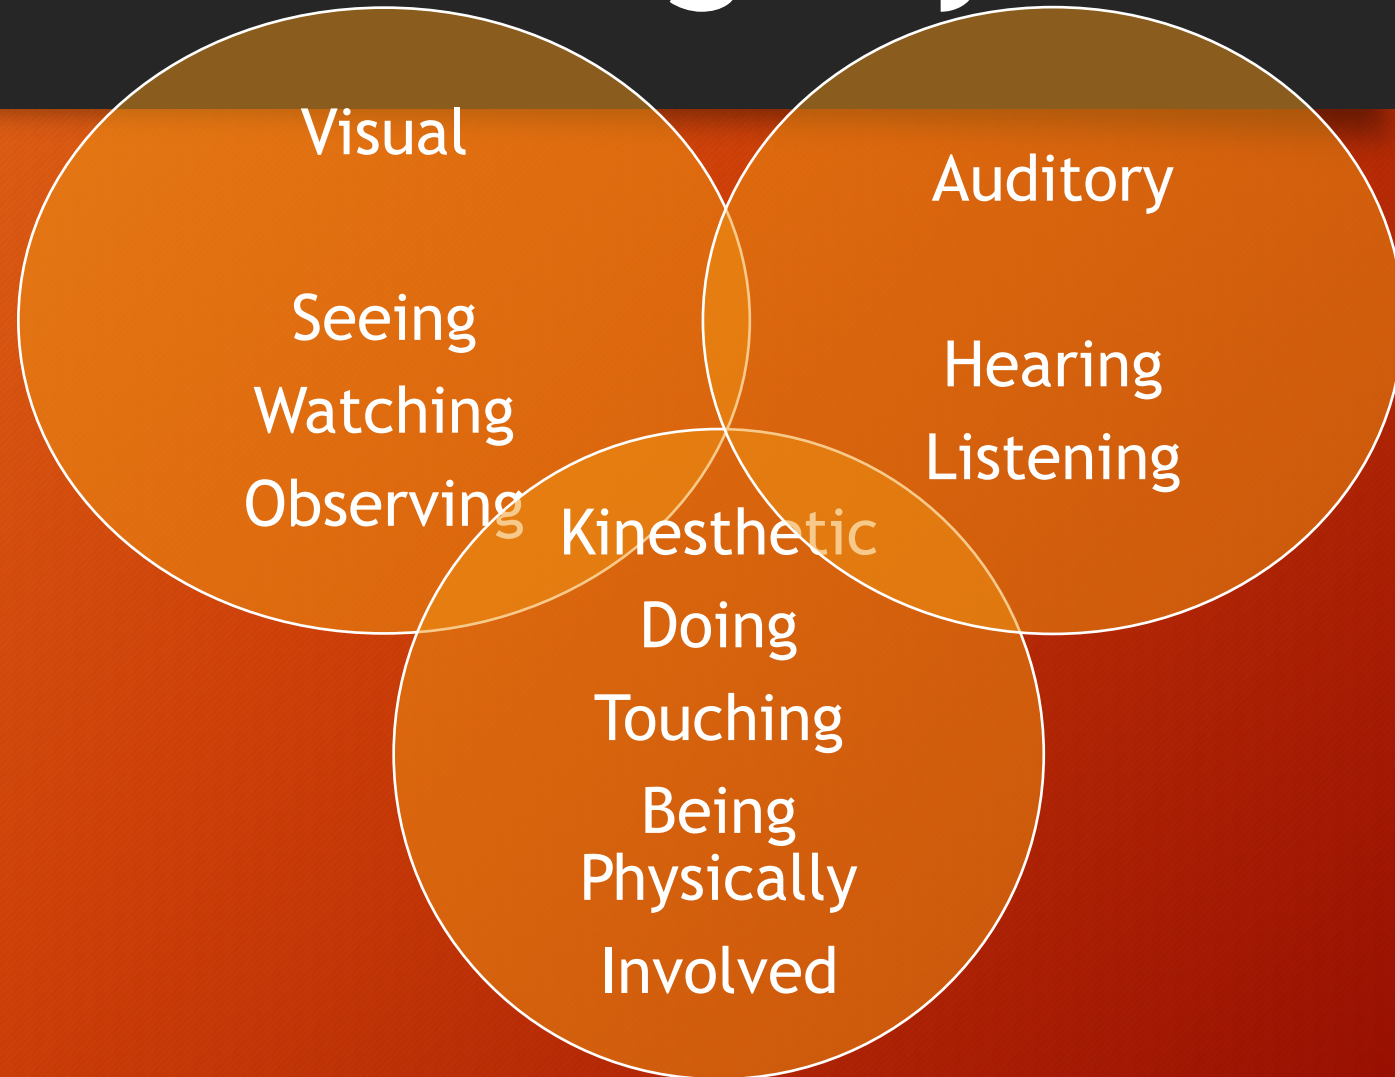 Visual
Seeing
Watching
Observing
Auditory
Hearing
Listening
Kinesthetic
Doing
Touching
Being
Physically
Involved